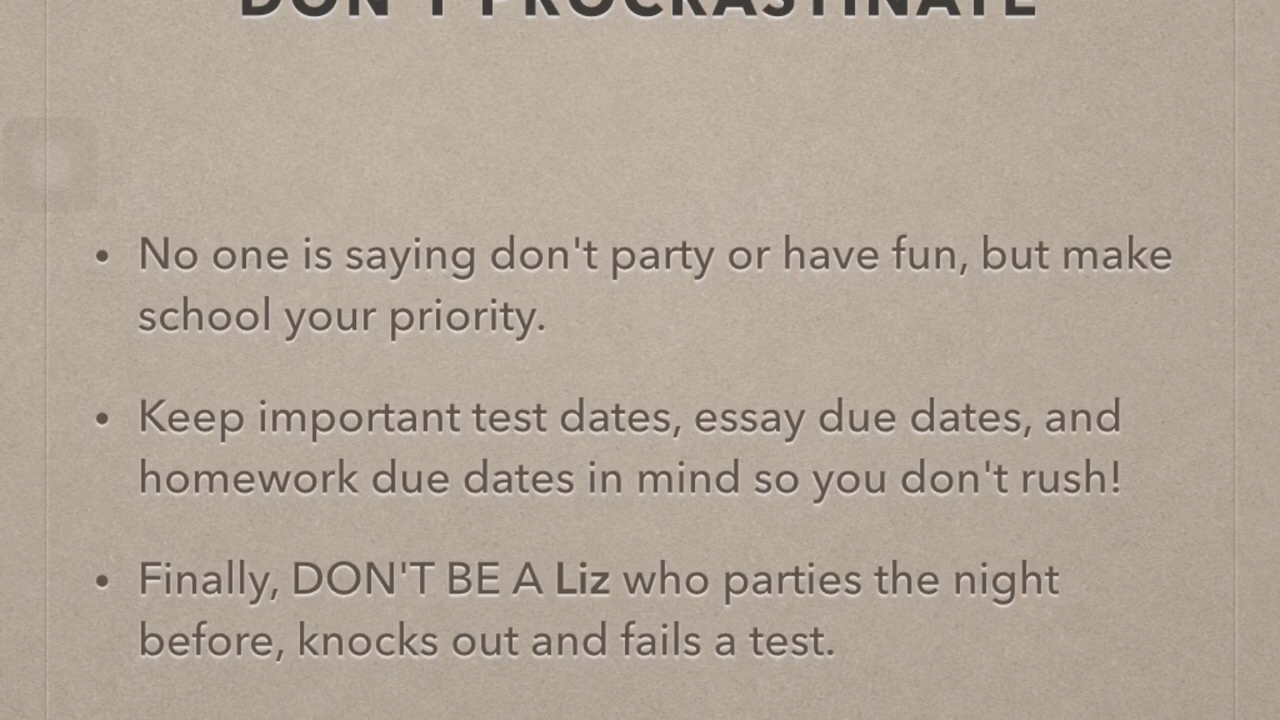 DON'T PROCRASTINATE
• No one is saying don't party or have fun, but make
school your priority.
• Keep important test dates, essay due dates, and
homework due dates in mind so you don't rush!
• Finally, DON'T BE A Liz who parties the night
before, knocks out and fails a test.